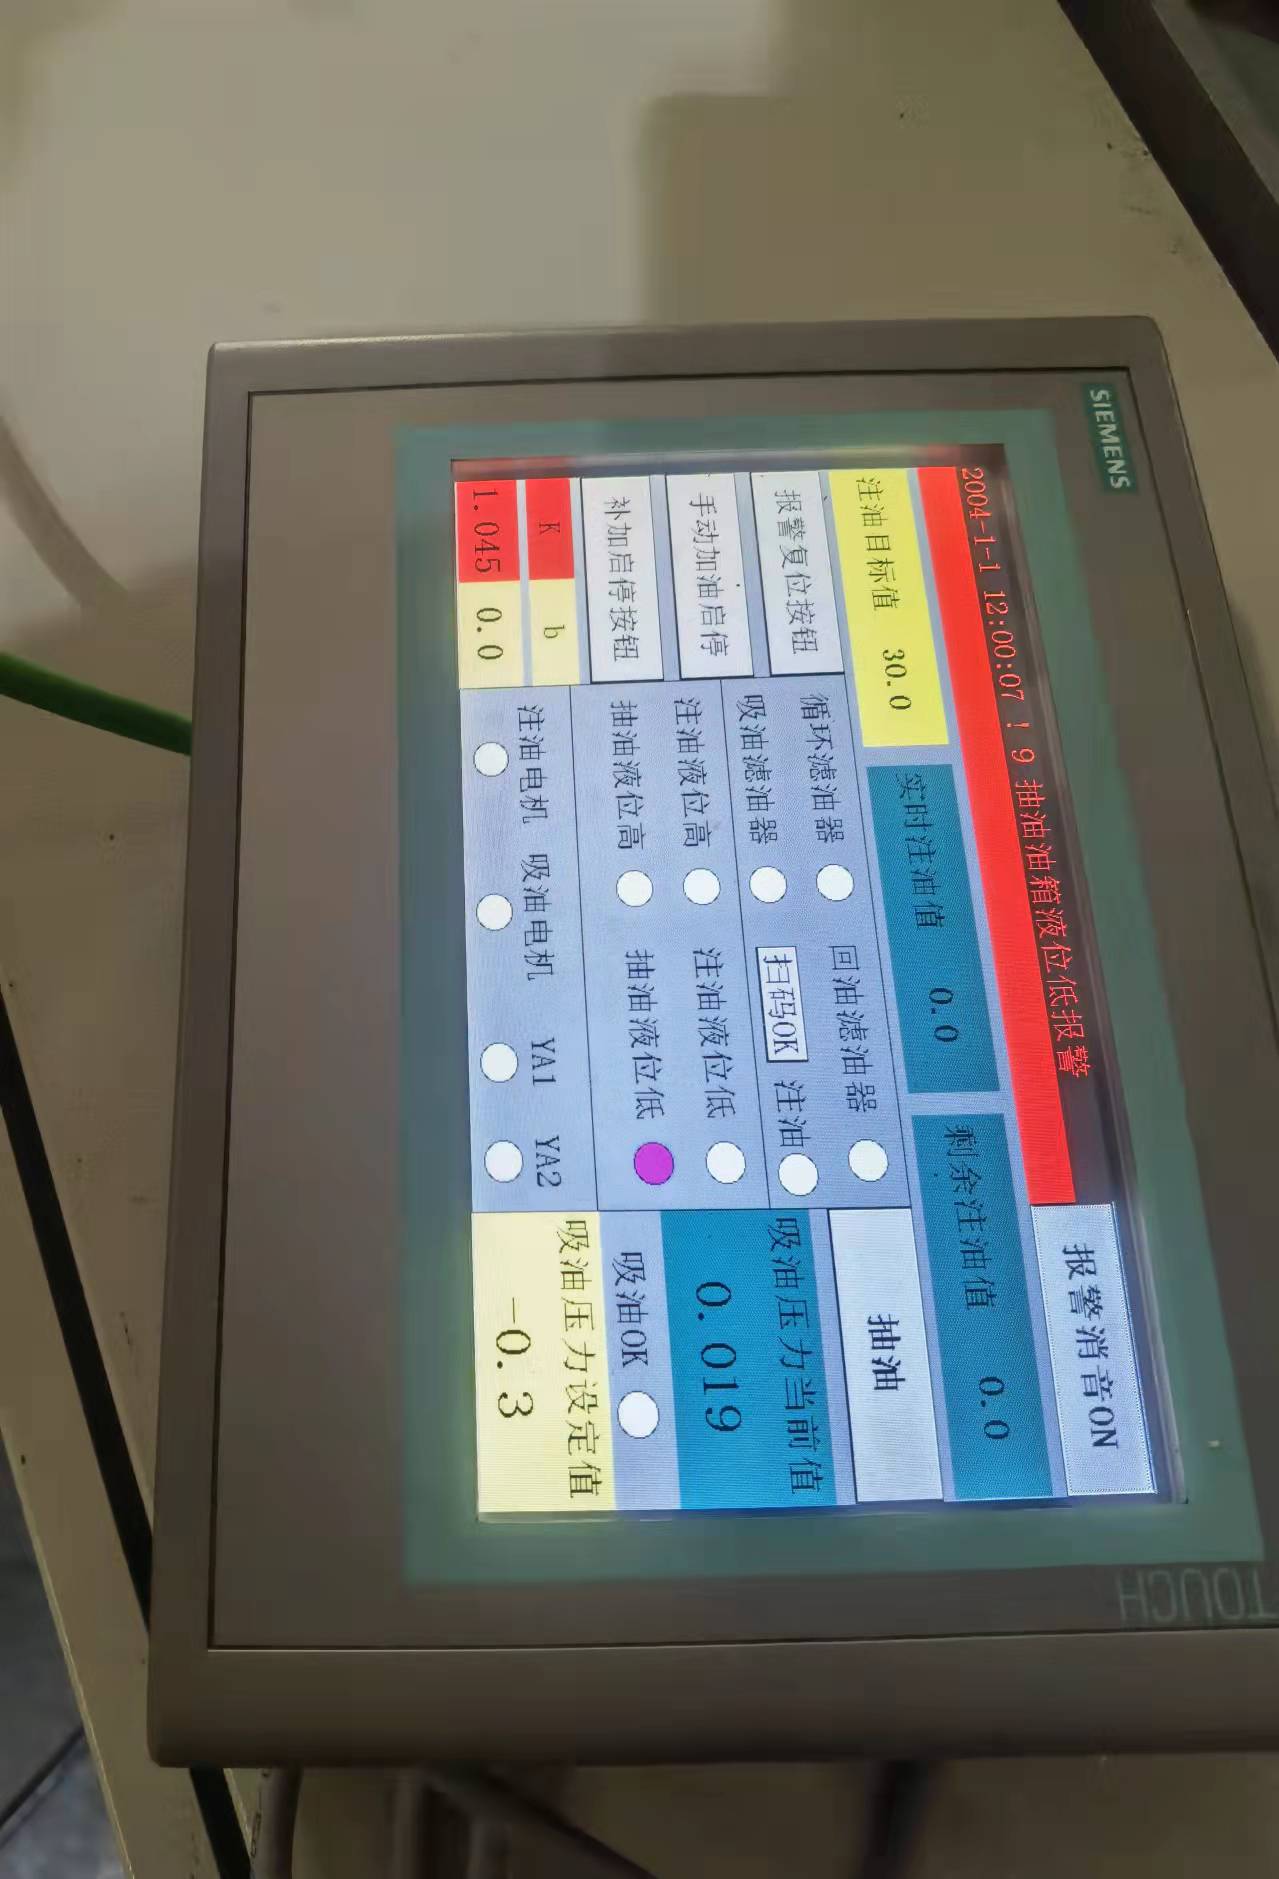 SIEMENS
TOUCH
2004-1-1 12:00:07 ! 9 抽油油箱液位低报警
报警消音ON
注油目标值 30.0
实时注油值 0.0
剩余注油值 0.0
报警复位按钮
循环滤油器
回油滤油器
抽油
手动加油启停
吸油滤油器
扫码OK
注油
吸油压力当前值
0.019
补加启停按钮
注油液位高
注油液位低
抽油液位高
抽油液位低
吸油OK
K b
1.045 0.0
注油电机 吸油电机 YA1 YA2
吸油压力设定值
-0.3